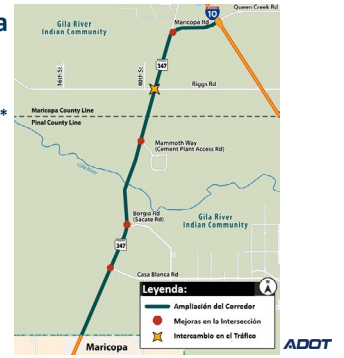 a
*
Queen Creek Rd
10
Maricopa Rd
Gila River
Indian Community
347
16th St
Riggs Rd
Maricopa County Line
Pinal County Line
Mammoth Way
(Cement Plant Access Rd)
Gila River
Borgia Rd
(Sacate Rd)
Gila River
Indian Community
347
Casa Blanca Rd
Leyenda:
N
Ampliación del Corredor
Mejoras en la Intersección
Intercambio en el Tráfico
Maricopa
ADOT